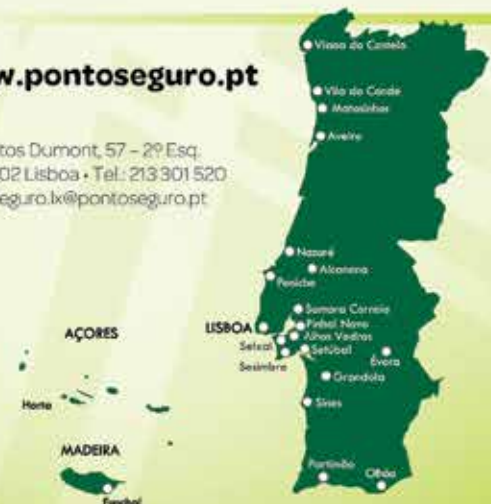 w.pontoseguro.pt
tos Dumont, 57 – 2º Esq.
02 Lisboa • Tel.: 213 301 520
eguro.lx@pontoseguro.pt
Viana do Castelo
Vila do Conde
Matosinhos
Aveiro
Nazaré
Alcanena
Peniche
Samora Correia
LISBOA
Pinhal Novo
Alhos Vedros
Seixal
Setúbal
Évora
Sesimbra
Grandola
Sines
Portimão
Olhão
AÇORES
Horta
MADEIRA
Funchal